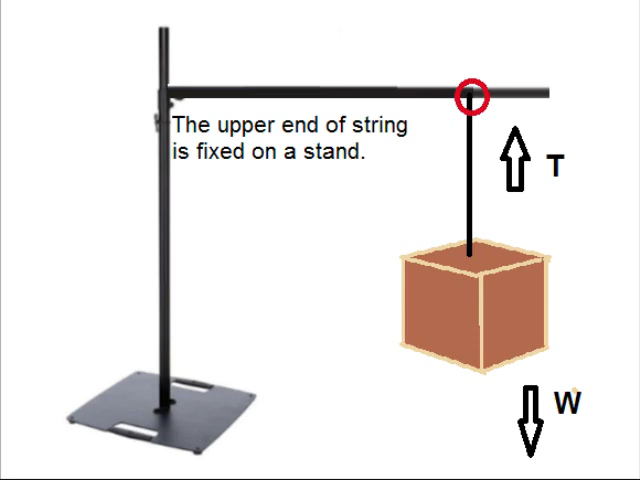 The upper end of string
is fixed on a stand.
T
W